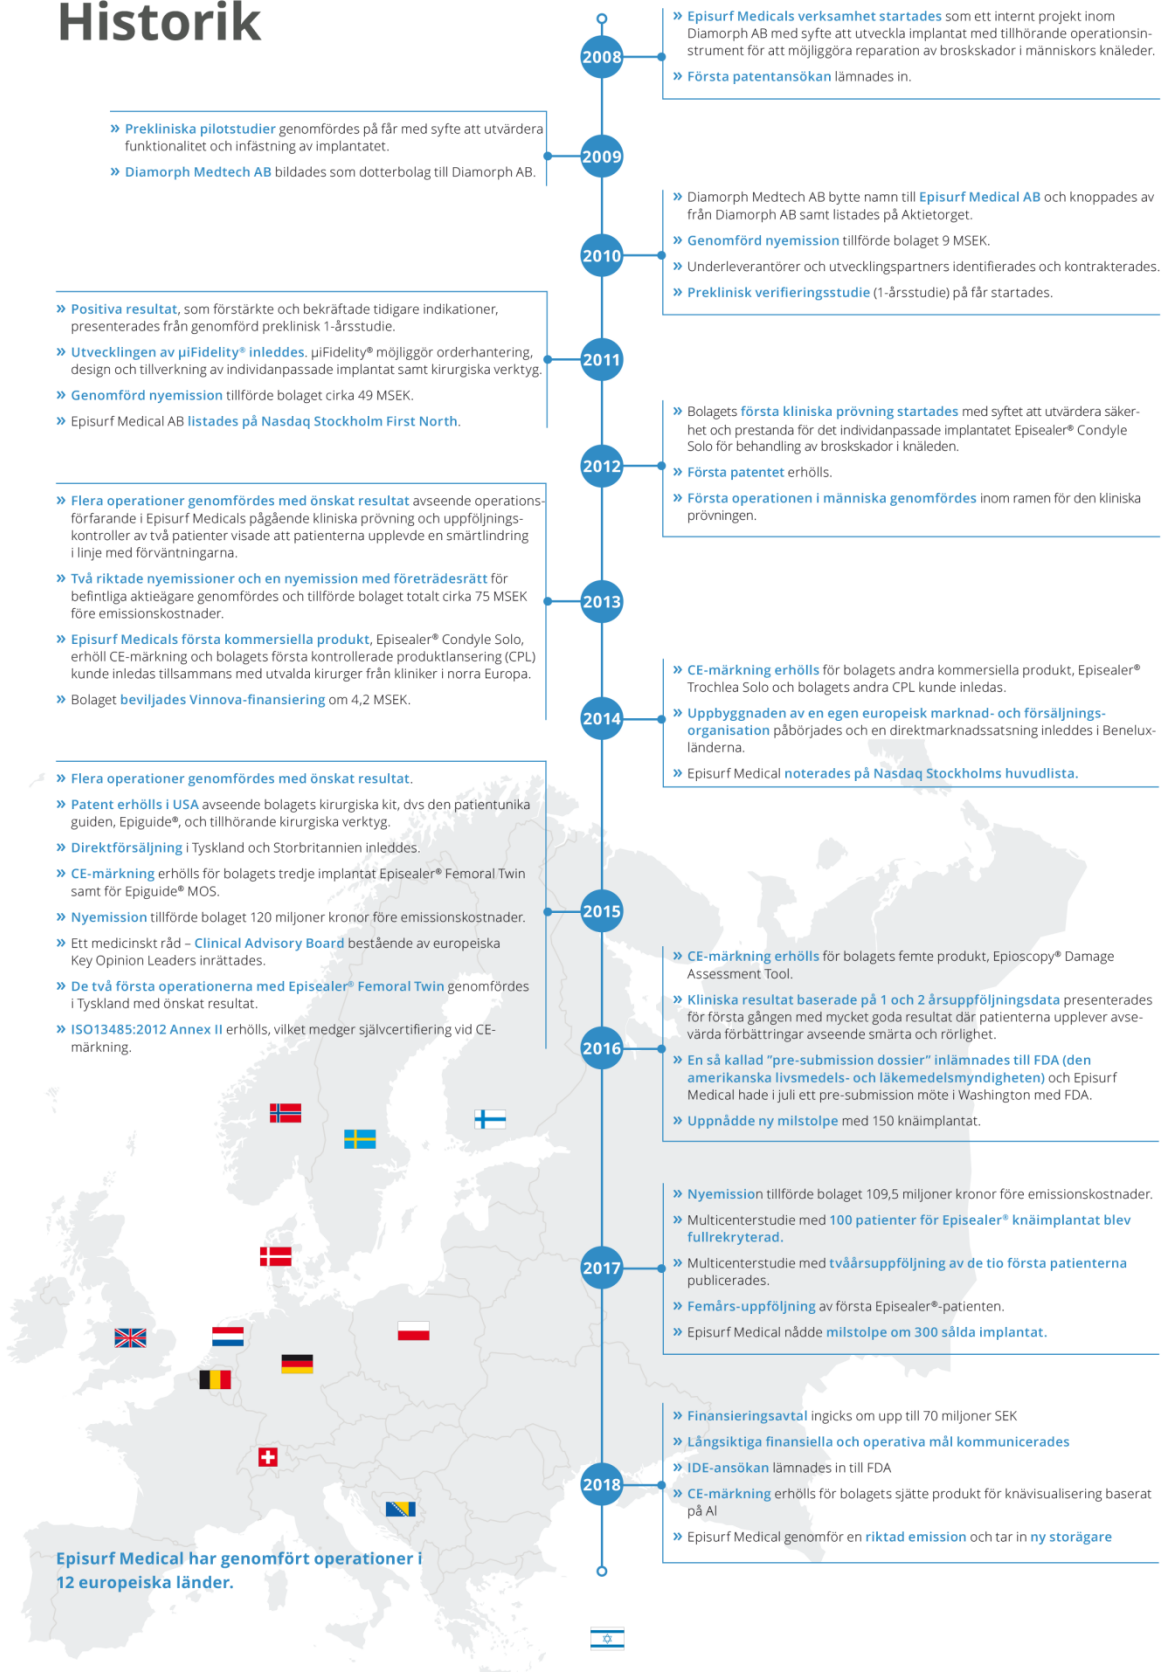 Historik
2008
» Episurf Medicals verksamhet startades som ett internt projekt inom
Diamorph AB med syfte att utveckla implantat med tillhörande operationsin-
strument för att möjliggöra reparation av broskskador i människors knäleder.
» Första patentansökan lämnades in.
2009
» Prekliniska pilotstudier genomfördes på får med syfte att utvärdera
funktionalitet och infästning av implantatet.
» Diamorph Medtech AB bildades som dotterbolag till Diamorph AB.
2010
» Diamorph Medtech AB bytte namn till Episurf Medical AB och knoppades av
från Diamorph AB samt listades på Aktietorget.
» Genomförd nyemission tillförde bolaget 9 MSEK.
» Underleverantörer och utvecklingspartners identifierades och kontrakterades.
» Preklinisk verifieringsstudie (1-årsstudie) på får startades.
2011
» Positiva resultat, som förstärkte och bekräftade tidigare indikationer,
presenterades från genomförd preklinisk 1-årsstudie.
» Utvecklingen av µiFidelity® inleddes. µiFidelity® möjliggör orderhantering,
design och tillverkning av individanpassade implantat samt kirurgiska verktyg.
» Genomförd nyemission tillförde bolaget cirka 49 MSEK.
» Episurf Medical AB listades på Nasdaq Stockholm First North.
2012
» Bolagets första kliniska prövning startades med syftet att utvärdera säker-
het och prestanda för det individanpassade implantatet Episealer® Condyle
Solo för behandling av broskskador i knäleden.
» Första patentet erhölls.
» Första operationen i människa genomfördes inom ramen för den kliniska
prövningen.
2013
» Flera operationer genomfördes med önskat resultat avseende operations-
förfarande i Episurf Medicals pågående kliniska prövning och uppföljnings-
kontroller av två patienter visade att patienterna upplevde en smärtlindring
i linje med förväntningarna.
» Två riktade nyemissioner och en nyemission med företrädesrätt för
befintliga aktieägare genomfördes och tillförde bolaget totalt cirka 75 MSEK
före emissionskostnader.
» Episurf Medicals första kommersiella produkt, Episealer® Condyle Solo,
erhöll CE-märkning och bolagets första kontrollerade produktlansering (CPL)
kunde inledas tillsammans med utvalda kirurger från kliniker i norra Europa.
» Bolaget beviljades Vinnova-finansiering om 4,2 MSEK.
2014
» CE-märkning erhölls för bolagets andra kommersiella produkt, Episealer®
Trochlea Solo och bolagets andra CPL kunde inledas.
» Uppbyggnaden av en egen europeisk marknad- och försäljnings-
organisation påbörjades och en direktmarknadssatsning inleddes i Benelux-
länderna.
» Episurf Medical noterades på Nasdaq Stockholms huvudlista.
2015
» Flera operationer genomfördes med önskat resultat.
» Patent erhölls i USA avseende bolagets kirurgiska kit, dvs den patientunika
guiden, Epiguide®, och tillhörande kirurgiska verktyg.
» Direktförsäljning i Tyskland och Storbritannien inleddes.
» CE-märkning erhölls för bolagets tredje implantat Episealer® Femoral Twin
samt för Epiguide® MOS.
» Nyemission tillförde bolaget 120 miljoner kronor före emissionskostnader.
» Ett medicinskt råd – Clinical Advisory Board bestående av europeiska
Key Opinion Leaders inrättades.
» De två första operationerna med Episealer® Femoral Twin genomfördes
i Tyskland med önskat resultat.
» ISO13485:2012 Annex II erhölls, vilket medger självcertifiering vid CE-
märkning.
2016
» CE-märkning erhölls för bolagets femte produkt, Epioscopy® Damage
Assessment Tool.
» Kliniska resultat baserade på 1 och 2 årsuppföljningsdata presenterades
för första gången med mycket goda resultat där patienterna upplever avse-
värda förbättringar avseende smärta och rörlighet.
» En så kallad ”pre-submission dossier” inlämnades till FDA (den
amerikanska livsmedels- och läkemedelsmyndigheten) och Episurf
Medical hade i juli ett pre-submission möte i Washington med FDA.
» Uppnådde ny milstolpe med 150 knäimplantat.
2017
» Nyemission tillförde bolaget 109,5 miljoner kronor före emissionskostnader.
» Multicenterstudie med 100 patienter för Episealer® knäimplantat blev
fullrekryterad.
» Multicenterstudie med tvåårsuppföljning av de tio första patienterna
publicerades.
» Femårs-uppföljning av första Episealer®-patienten.
» Episurf Medical nådde milstolpe om 300 sålda implantat.
2018
» Finansieringsavtal ingicks om upp till 70 miljoner SEK
» Långsiktiga finansiella och operativa mål kommunicerades
» IDE-ansökan lämnades in till FDA
» CE-märkning erhölls för bolagets sjätte produkt för knävisualisering baserat
på AI
» Episurf Medical genomför en riktad emission och tar in ny storägare
Episurf Medical har genomfört operationer i
12 europeiska länder.